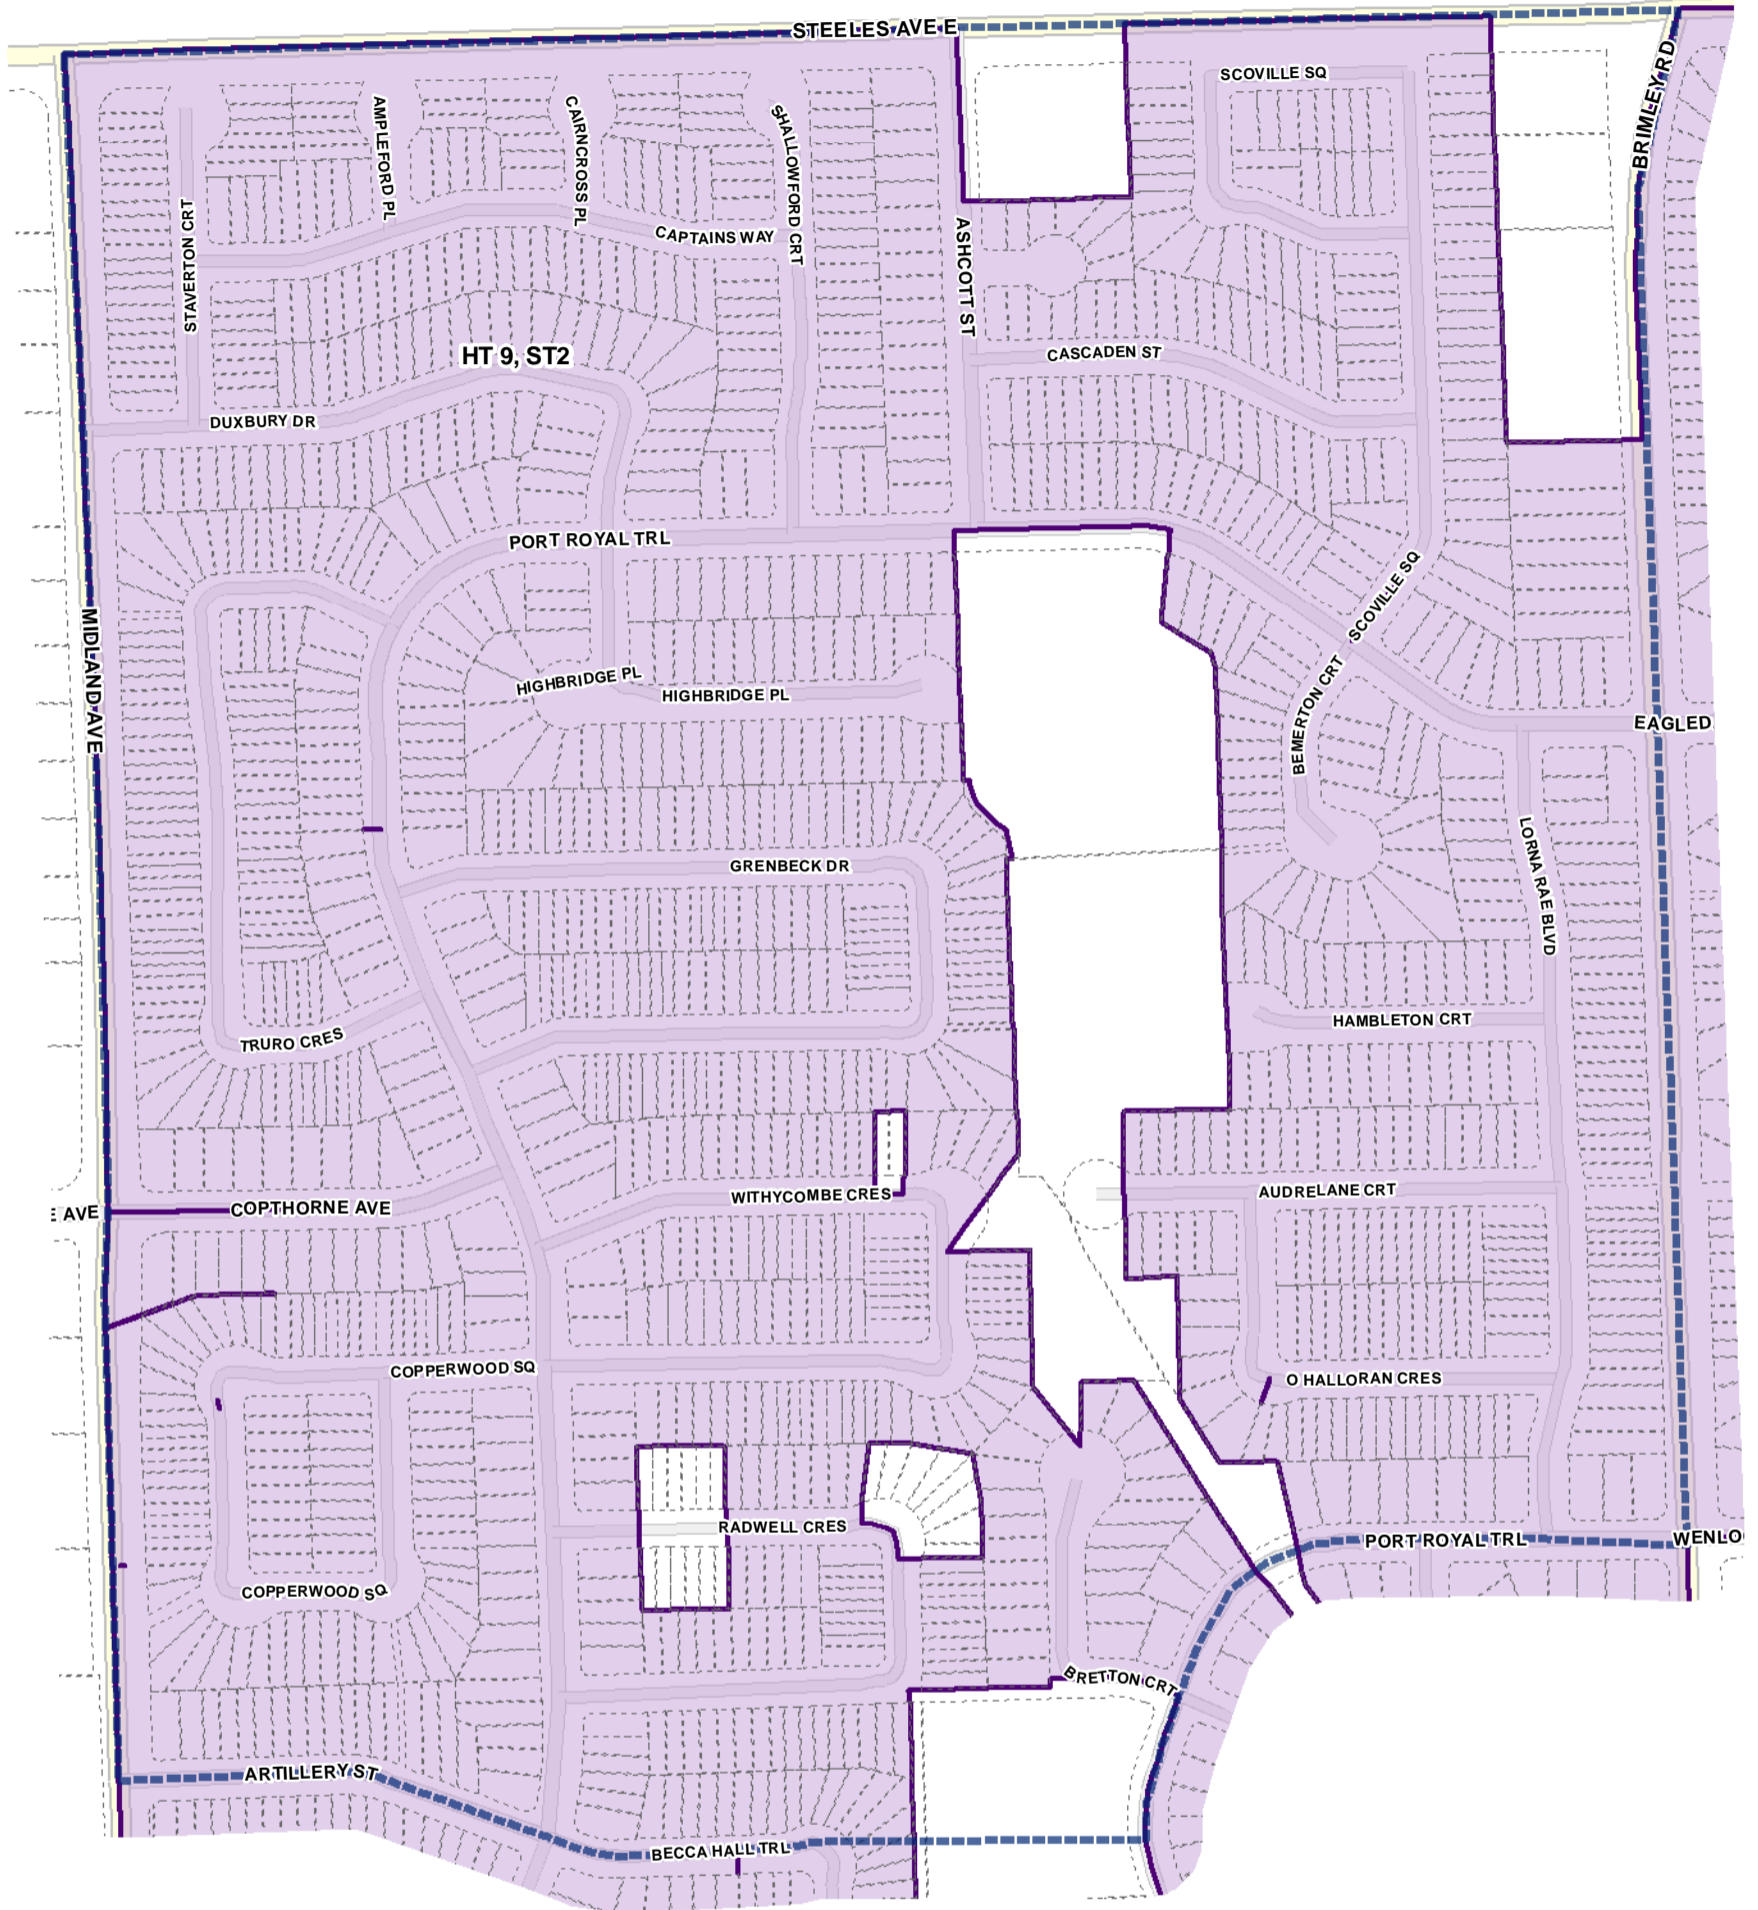 STEELES AVE E
SCOVILLE SQ
BRIMLEY RD
AMPLEFORD PL
CAIRNCROSS PL
SHALLOWFORD CRT
STAVERTON CRT
CAPTAINS WAY
ASHCOTT ST
HT 9, ST2
CASCADEN ST
DUXBURY DR
PORT ROYAL TRL
SCOVILLE SQ
MIDLAND AVE
HIGHBRIDGE PL
HIGHBRIDGE PL
BEMERTON CRT
EAGLED
GRENBECK DR
LORNA RAE BLVD
TRURO CRES
HAMBLETON CRT
WITHYCOMBE CRES
AUDRELANE CRT
E AVE
COPTHORNE AVE
COPPERWOOD SQ
O HALLORAN CRES
RADWELL CRES
PORT ROYAL TRL
WENLO
COPPERWOOD SQ
BRETTON CRT
ARTILLERY ST
BECCA HALL TRL